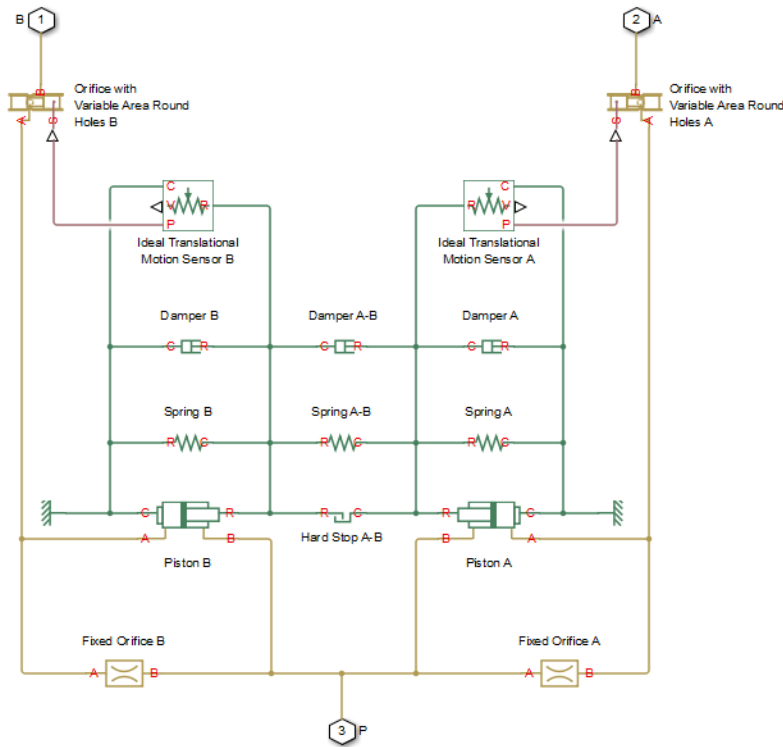 B 1
2 A
B
A
S
Orifice with
Variable Area Round
Holes B
B
S
A
Orifice with
Variable Area Round
Holes A
C
V R
P
Ideal Translational
Motion Sensor B
C
R V
P
Ideal Translational
Motion Sensor A
Damper B
Damper A-B
Damper A
C R
C R
C R
Spring B
Spring A-B
Spring A
R C
R C
R C
C R
R C
R C
Hard Stop A-B
A B
B A
Piston B
Piston A
Fixed Orifice B
Fixed Orifice A
A B
A B
3 P